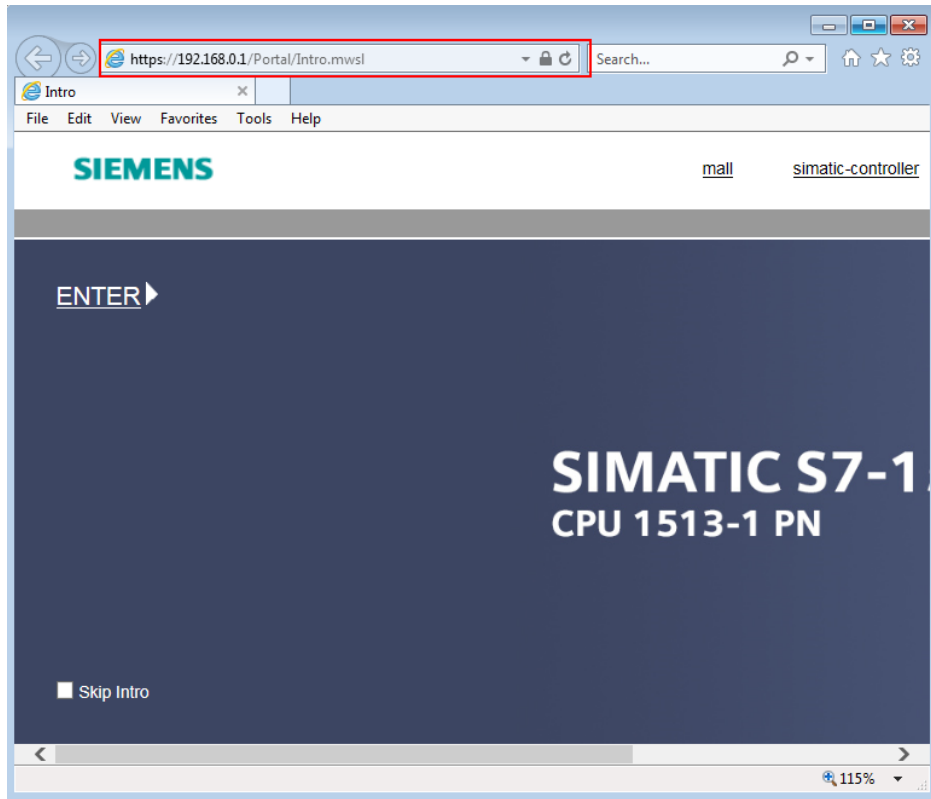 https://192.168.0.1/Portal/Intro.mwsl
Search...
Intro
File Edit View Favorites Tools Help
SIEMENS
mall simatic-controller
ENTER
SIMATIC S7-1
CPU 1513-1 PN
Skip Intro
115%